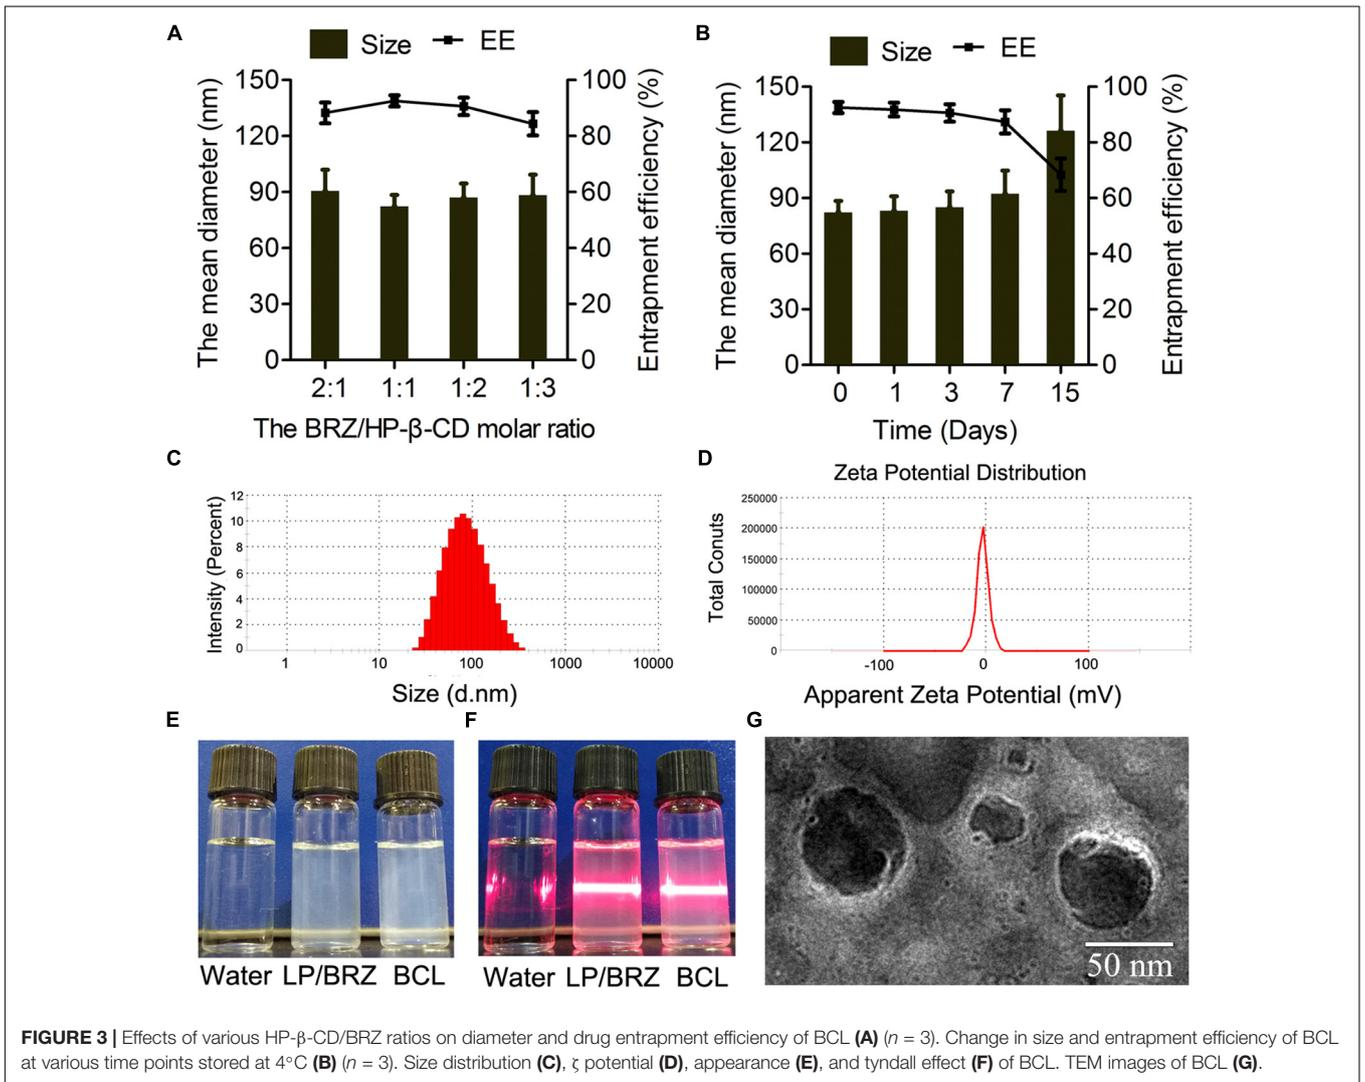 A
Size EE
The mean diameter (nm)
150
120
90
60
30
0
100
80
60
40
20
0
Entrapment efficiency (%)
2:1 1:1 1:2 1:3
The BRZ/HP-β-CD molar ratio
B
Size EE
The mean diameter (nm)
150
120
90
60
30
0
100
80
60
40
20
0
Entrapment efficiency (%)
0 1 3 7 15
Time (Days)
C
Intensity (Percent)
12
10
8
6
4
2
0
1 10 100 1000 10000
Size (d.nm)
D
Zeta Potential Distribution
Total Conuts
250000
200000
150000
100000
50000
0
-100 0 100
Apparent Zeta Potential (mV)
E
Water LP/BRZ BCL
F
Water LP/BRZ BCL
G
50 nm
FIGURE 3 | Effects of various HP-β-CD/BRZ ratios on diameter and drug entrapment efficiency of BCL (A) (n = 3). Change in size and entrapment efficiency of BCL
at various time points stored at 4°C (B) (n = 3). Size distribution (C), ζ potential (D), appearance (E), and tyndall effect (F) of BCL. TEM images of BCL (G).